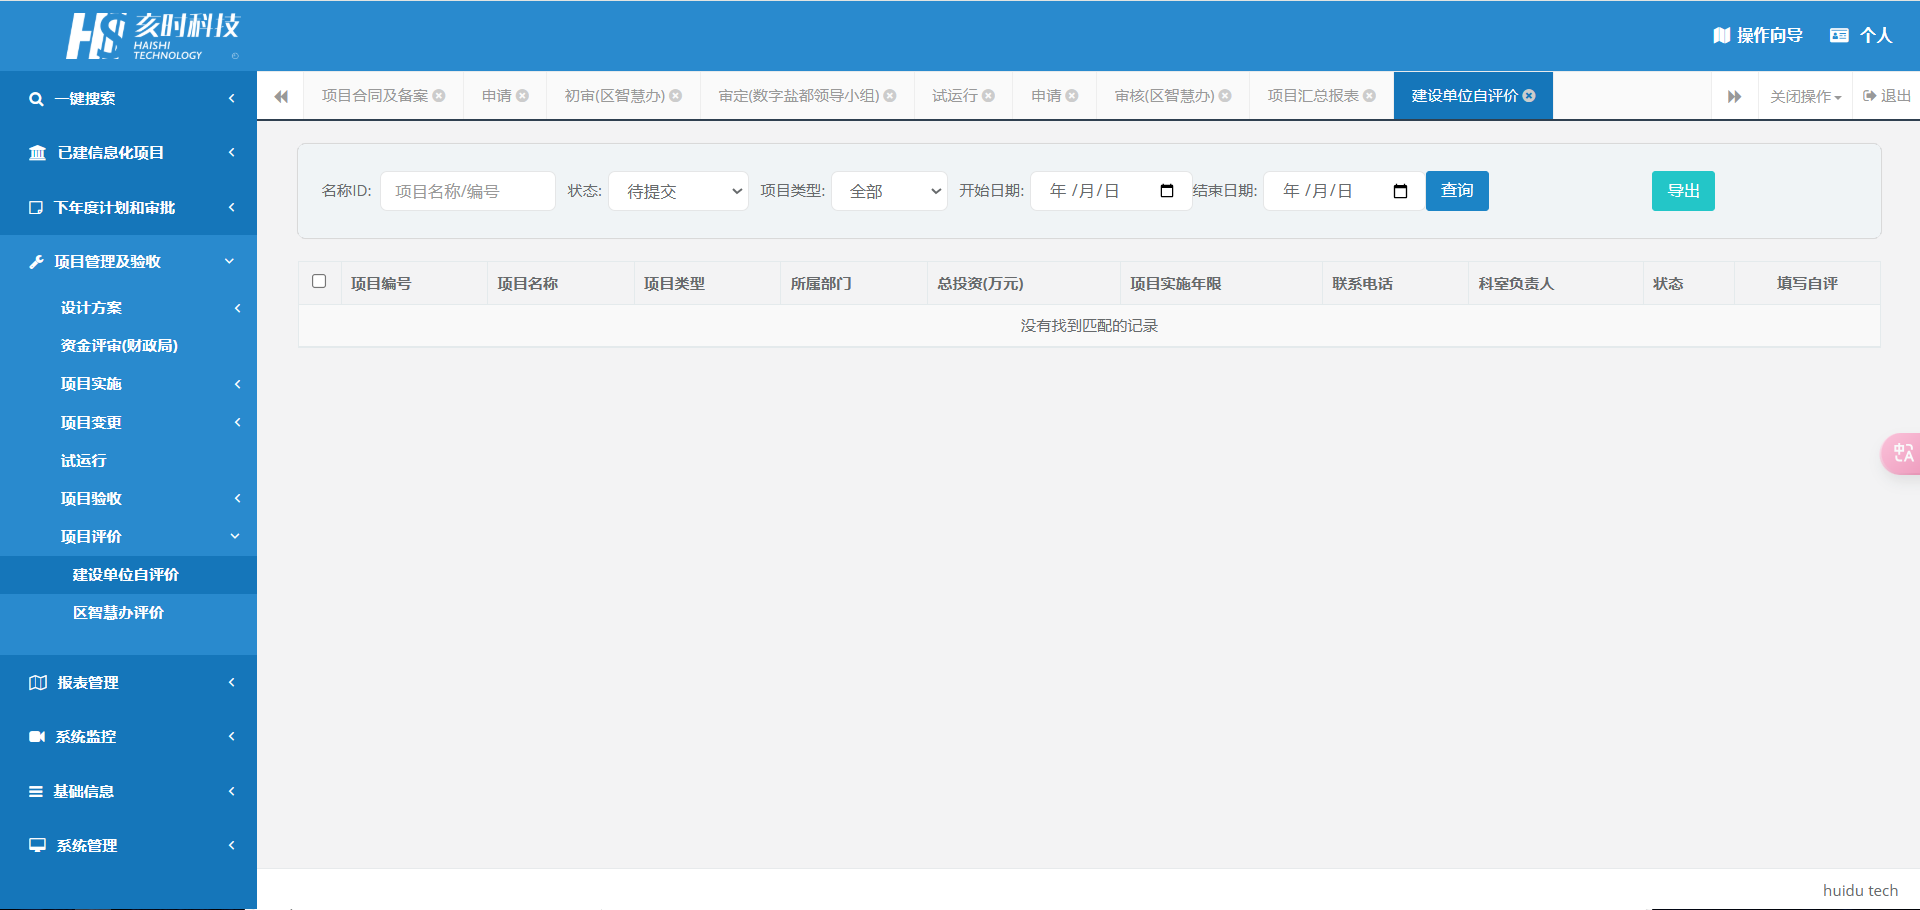 亥时科技
HAISHI
TECHNOLOGY
操作向导
个人
一键搜索
已建信息化项目
下年度计划和审批
项目管理及验收
设计方案
资金评审(财政局)
项目实施
项目变更
试运行
项目验收
项目评价
建设单位自评价
区智慧办评价
报表管理
系统监控
基础信息
系统管理
项目合同及备案
申请
初审(区智慧办)
审定(数字盐都领导小组)
试运行
申请
审核(区智慧办)
项目汇总报表
建设单位自评价
关闭操作
退出
名称ID: 项目名称/编号 状态: 待提交 项目类型: 全部 开始日期: 年 /月/日 结束日期: 年 /月/日 查询 导出
项目编号 项目名称 项目类型 所属部门 总投资(万元) 项目实施年限 联系电话 科室负责人 状态 填写自评
没有找到匹配的记录
中A
huidu tech